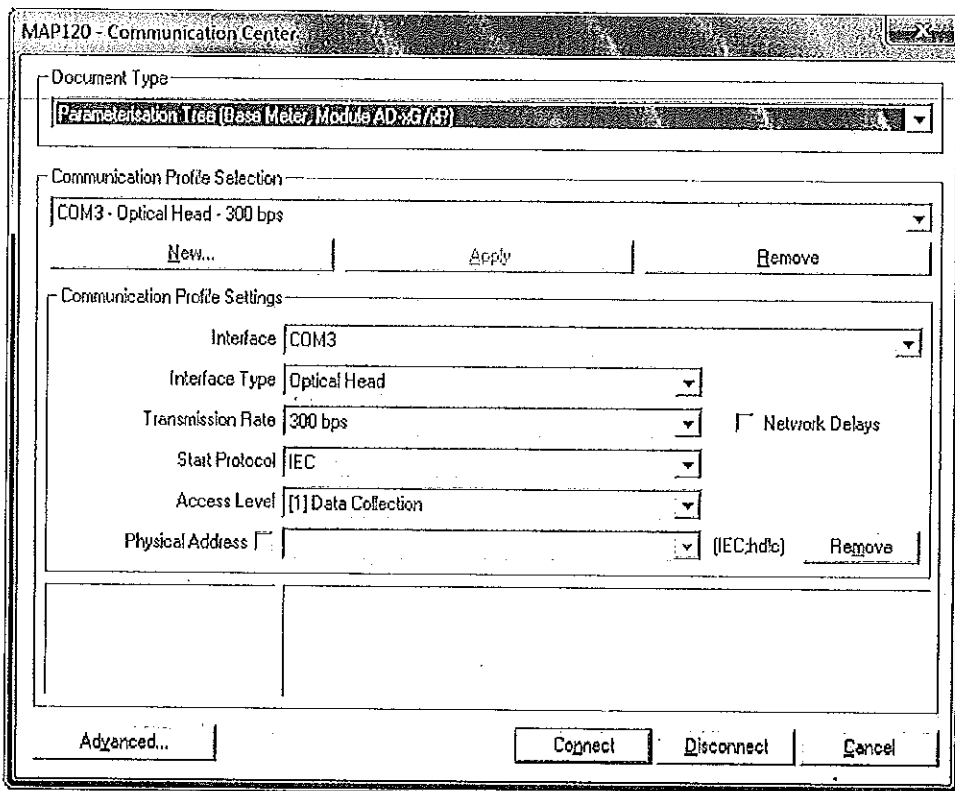 MAP120 - Communication Center
Document Type
Parameterisation Tree (Base Meter, Module AD-xG/xP)
Communication Profile Selection
COM3 - Optical Head - 300 bps
New... Apply Remove
Communication Profile Settings
Interface COM3
Interface Type Optical Head
Transmission Rate 300 bps Network Delays
Start Protocol IEC
Access Level [1] Data Collection
Physical Address (IEC;hdlc) Remove
Advanced... Connect Disconnect Cancel